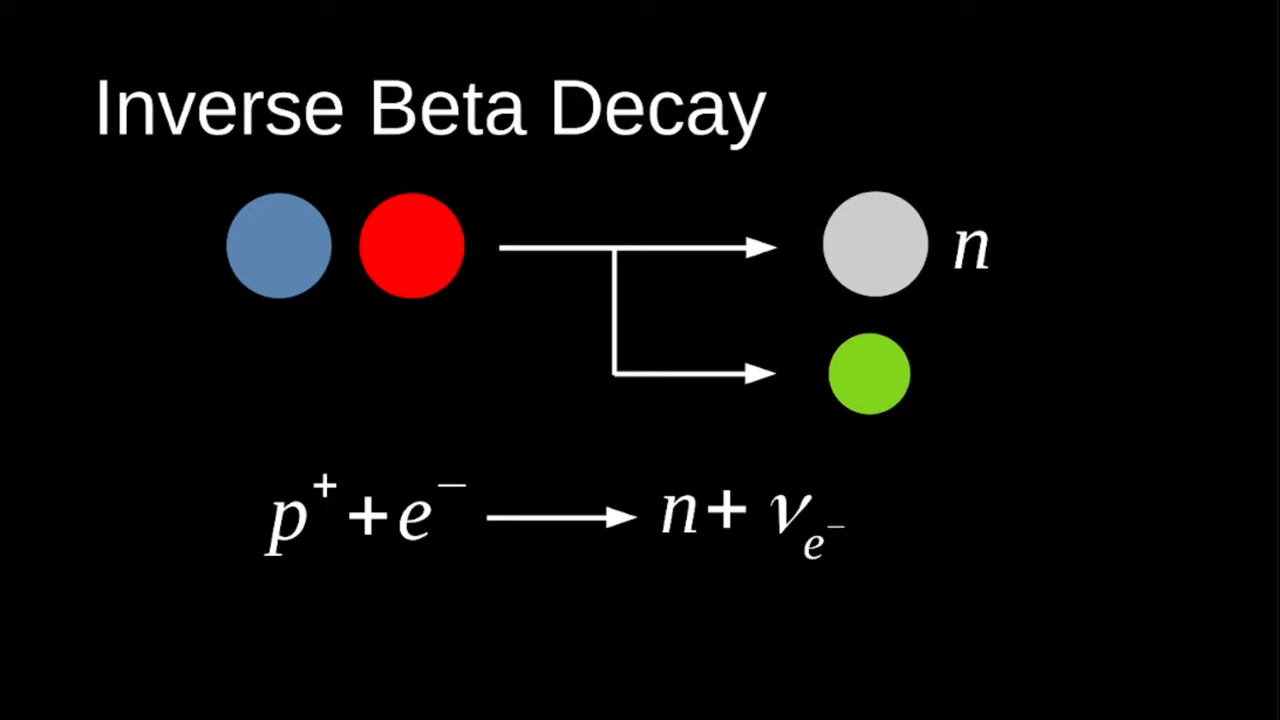 Inverse Beta Decay
n
p⁺ + e⁻ ⟶ n + ν_e⁻